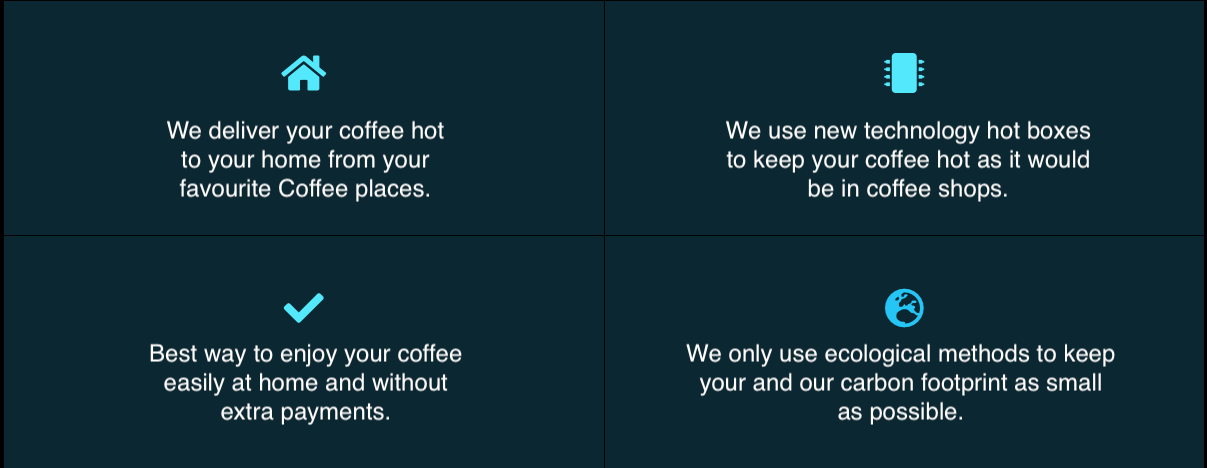 We deliver your coffee hot
to your home from your
favourite Coffee places.
We use new technology hot boxes
to keep your coffee hot as it would
be in coffee shops.
Best way to enjoy your coffee
easily at home and without
extra payments.
We only use ecological methods to keep
your and our carbon footprint as small
as possible.